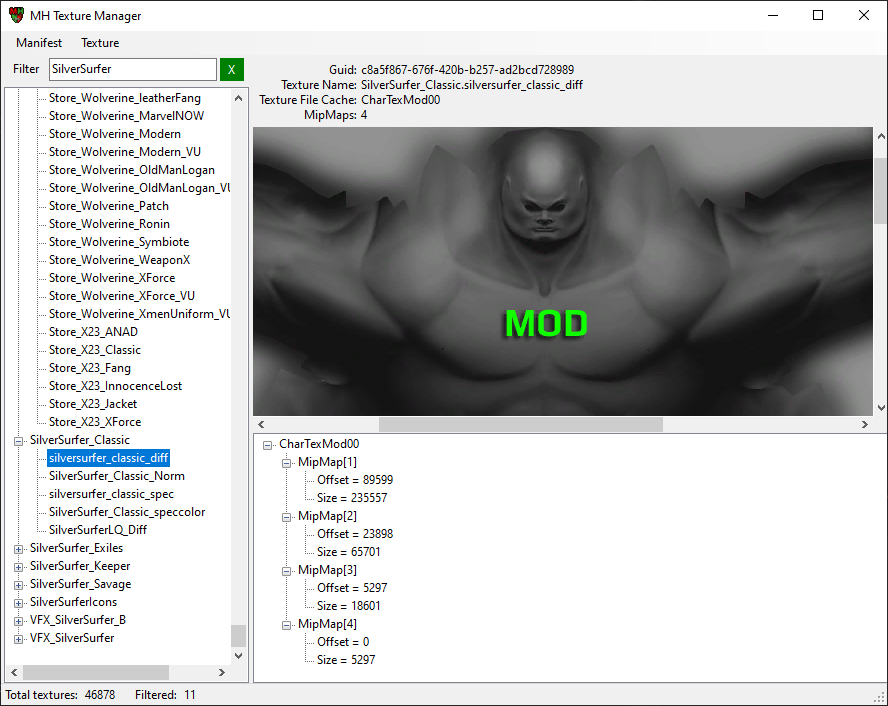 MH Texture Manager
Manifest Texture
Filter SilverSurfer X
Store_Wolverine_leatherFang
Store_Wolverine_MarvelNOW
Store_Wolverine_Modern
Store_Wolverine_Modern_VU
Store_Wolverine_OldManLogan
Store_Wolverine_OldManLogan_VU
Store_Wolverine_Patch
Store_Wolverine_Ronin
Store_Wolverine_Symbiote
Store_Wolverine_WeaponX
Store_Wolverine_XForce
Store_Wolverine_XForce_VU
Store_Wolverine_XmenUniform_VU
Store_X23_ANAD
Store_X23_Classic
Store_X23_Fang
Store_X23_InnocenceLost
Store_X23_Jacket
Store_X23_XForce
SilverSurfer_Classic
silversurfer_classic_diff
SilverSurfer_Classic_Norm
silversurfer_classic_spec
SilverSurfer_Classic_speccolor
SilverSurferLQ_Diff
SilverSurfer_Exiles
SilverSurfer_Keeper
SilverSurfer_Savage
SilverSurferIcons
VFX_SilverSurfer_B
VFX_SilverSurfer
Guid: c8a5f867-676f-420b-b257-ad2bcd728989
Texture Name: SilverSurfer_Classic.silversurfer_classic_diff
Texture File Cache: CharTexMod00
MipMaps: 4
MOD
CharTexMod00
MipMap[1]
Offset = 89599
Size = 235557
MipMap[2]
Offset = 23898
Size = 65701
MipMap[3]
Offset = 5297
Size = 18601
MipMap[4]
Offset = 0
Size = 5297
Total textures: 46878 Filtered: 11